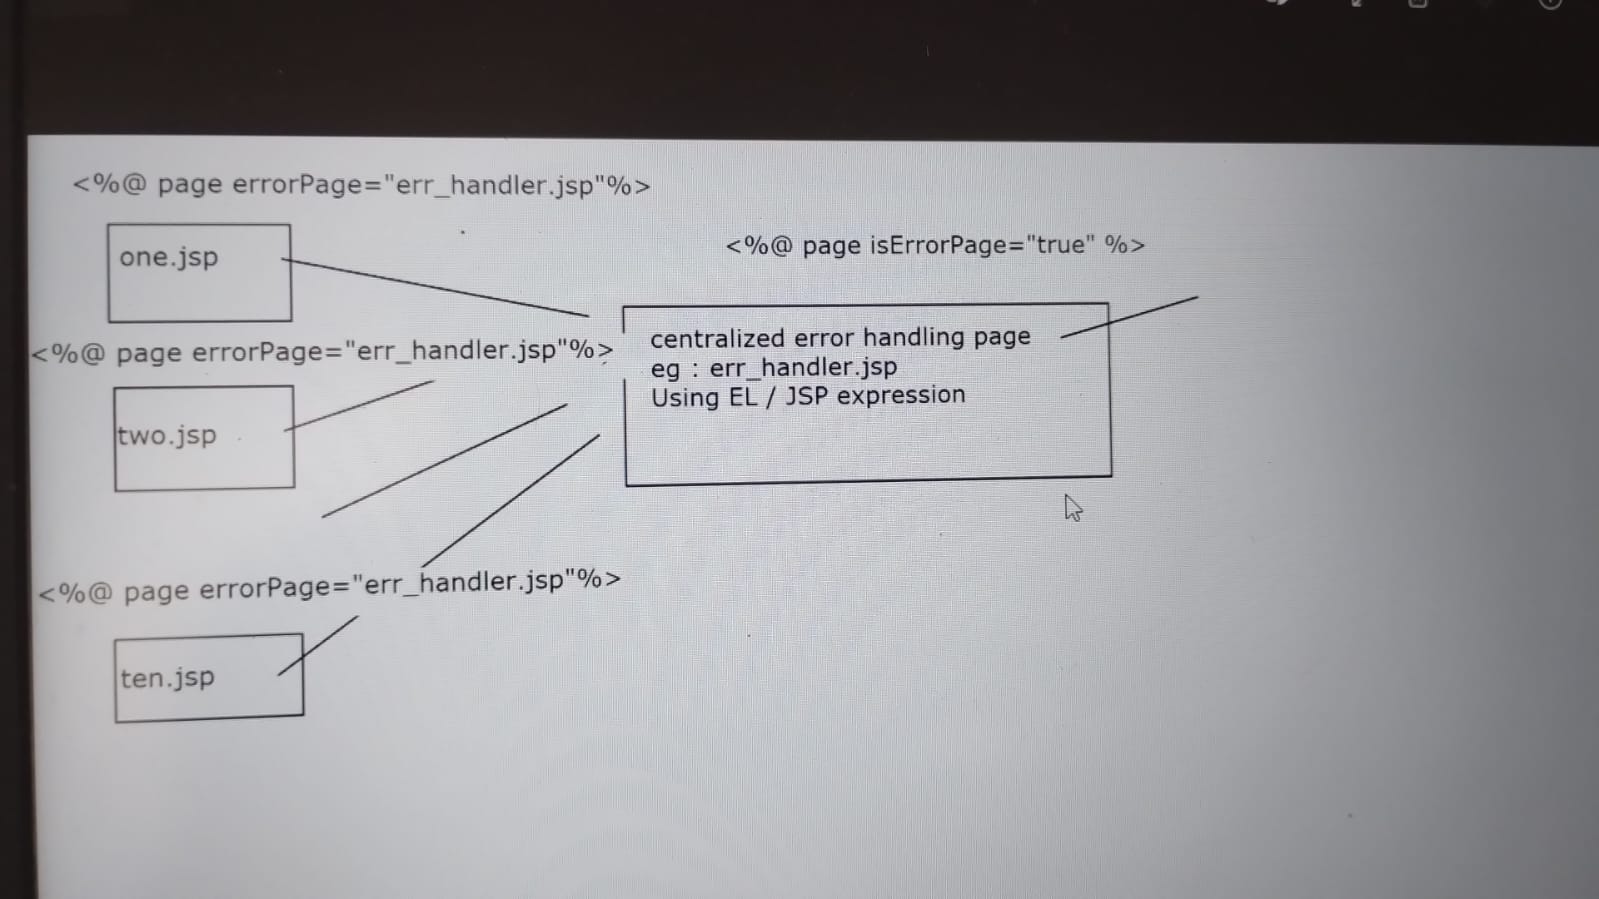 <%@ page errorPage="err_handler.jsp"%>
one.jsp
<%@ page isErrorPage="true" %>
<%@ page errorPage="err_handler.jsp"%>
centralized error handling page
eg : err_handler.jsp
Using EL / JSP expression
two.jsp
<%@ page errorPage="err_handler.jsp"%>
ten.jsp